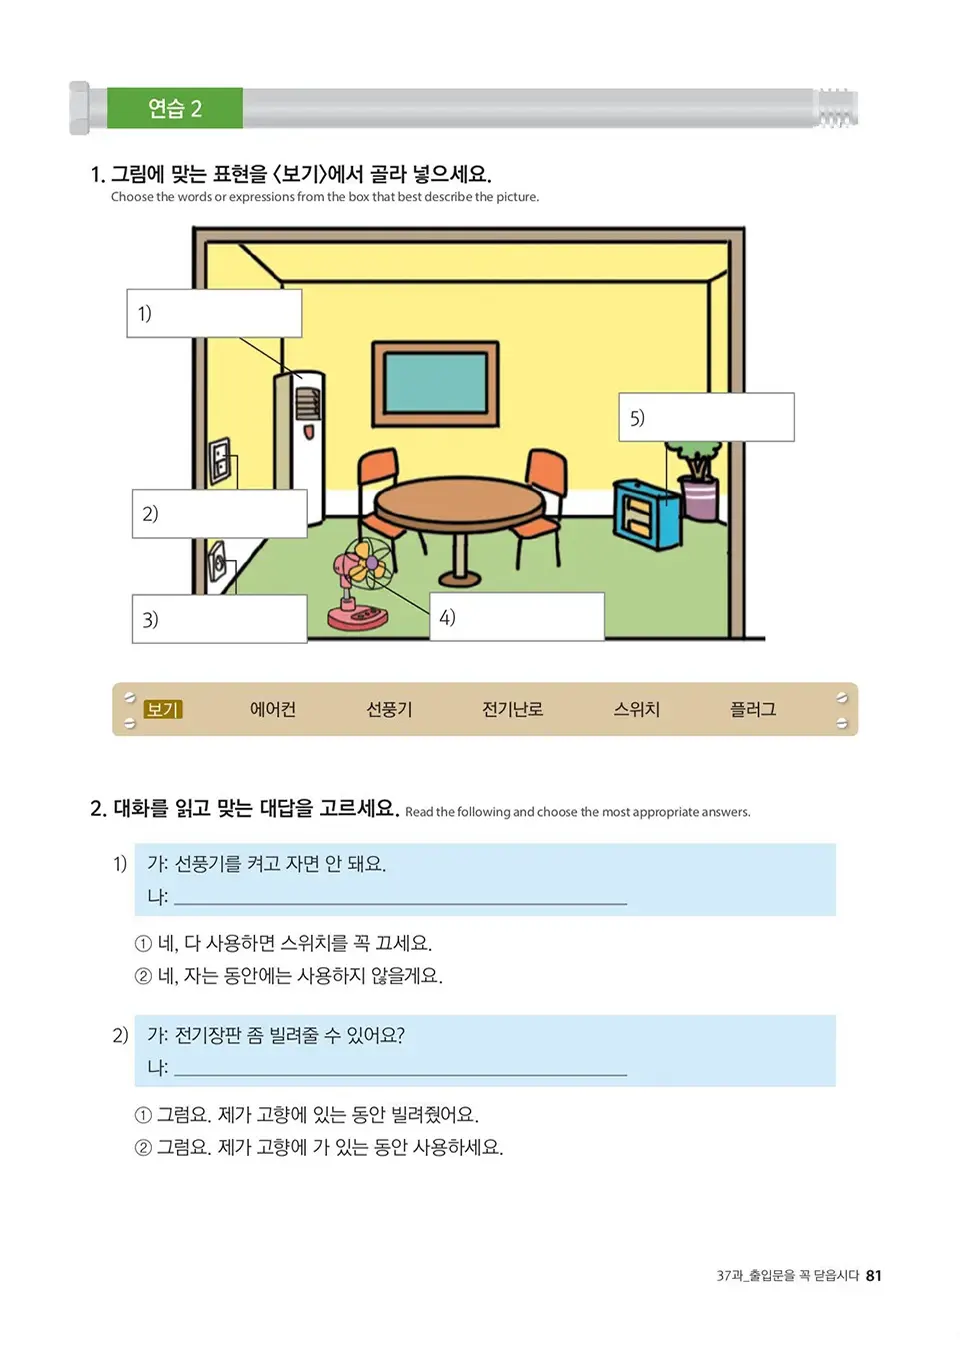 연습 2
1. 그림에 맞는 표현을 〈보기〉에서 골라 넣으세요.
Choose the words or expressions from the box that best describe the picture.
1)
5)
2)
3)
4)
보기 에어컨 선풍기 전기난로 스위치 플러그
2. 대화를 읽고 맞는 대답을 고르세요. Read the following and choose the most appropriate answers.
1) 가: 선풍기를 켜고 자면 안 돼요.
나:
① 네, 다 사용하면 스위치를 꼭 끄세요.
② 네, 자는 동안에는 사용하지 않을게요.
2) 가: 전기장판 좀 빌려줄 수 있어요?
나:
① 그럼요. 제가 고향에 있는 동안 빌려줬어요.
② 그럼요. 제가 고향에 가 있는 동안 사용하세요.
37과_출입문을 꼭 닫읍시다 81